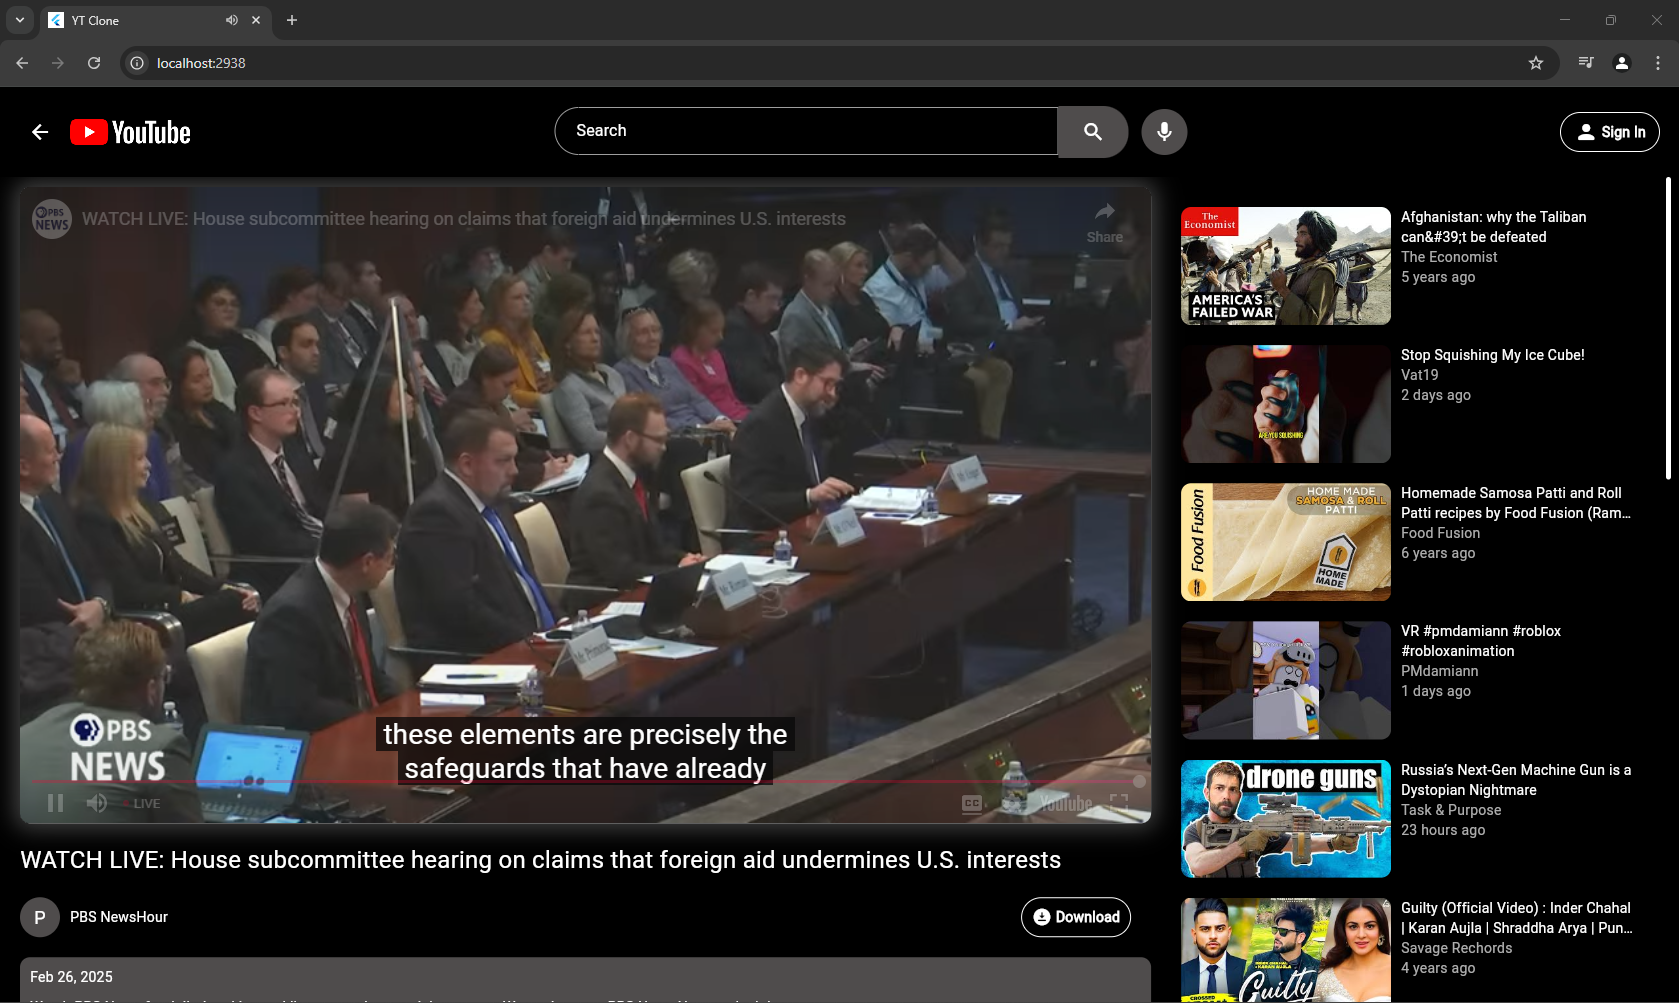 YT Clone
localhost:2938
YouTube
Search
Sign In
PBS NEWS
WATCH LIVE: House subcommittee hearing on claims that foreign aid undermines U.S. interests
Share
PBS
NEWS
these elements are precisely the
safeguards that have already
LIVE
CC
YouTube
WATCH LIVE: House subcommittee hearing on claims that foreign aid undermines U.S. interests
P
PBS NewsHour
Download
Feb 26, 2025
The
Economist
AMERICA'S
FAILED WAR
Afghanistan: why the Taliban
can&#39;t be defeated
The Economist
5 years ago
ARE YOU SQUISHING
Stop Squishing My Ice Cube!
Vat19
2 days ago
Food Fusion
HOME MADE
SAMOSA & ROLL
PATTI
HOME
MADE
Homemade Samosa Patti and Roll
Patti recipes by Food Fusion (Ram...
Food Fusion
6 years ago
VR #pmdamiann #roblox
#robloxanimation
PMdamiann
1 days ago
drone guns
Russia's Next-Gen Machine Gun is a
Dystopian Nightmare
Task & Purpose
23 hours ago
Guilty
Guilty (Official Video) : Inder Chahal
| Karan Aujla | Shraddha Arya | Pun...
Savage Rechords
4 years ago